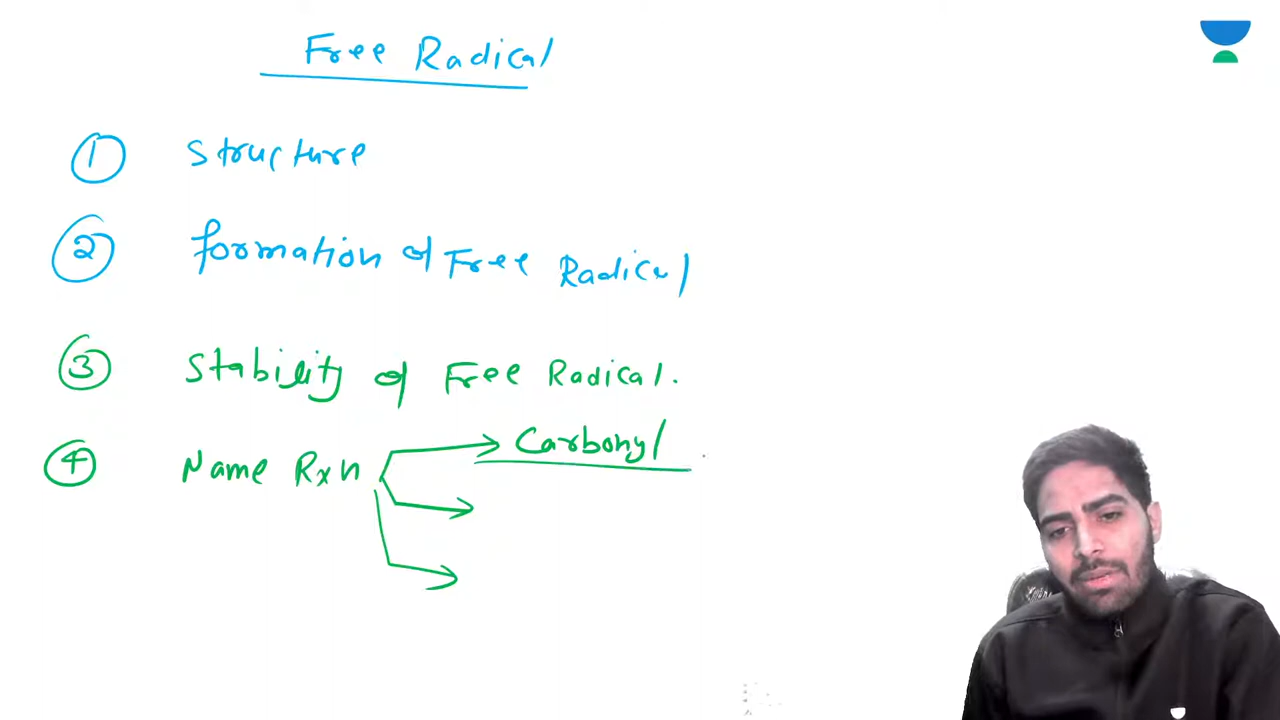 Free Radical
① Structure
② formation of Free Radical
③ Stability of Free Radical.
④ Name Rxn Carbonyl